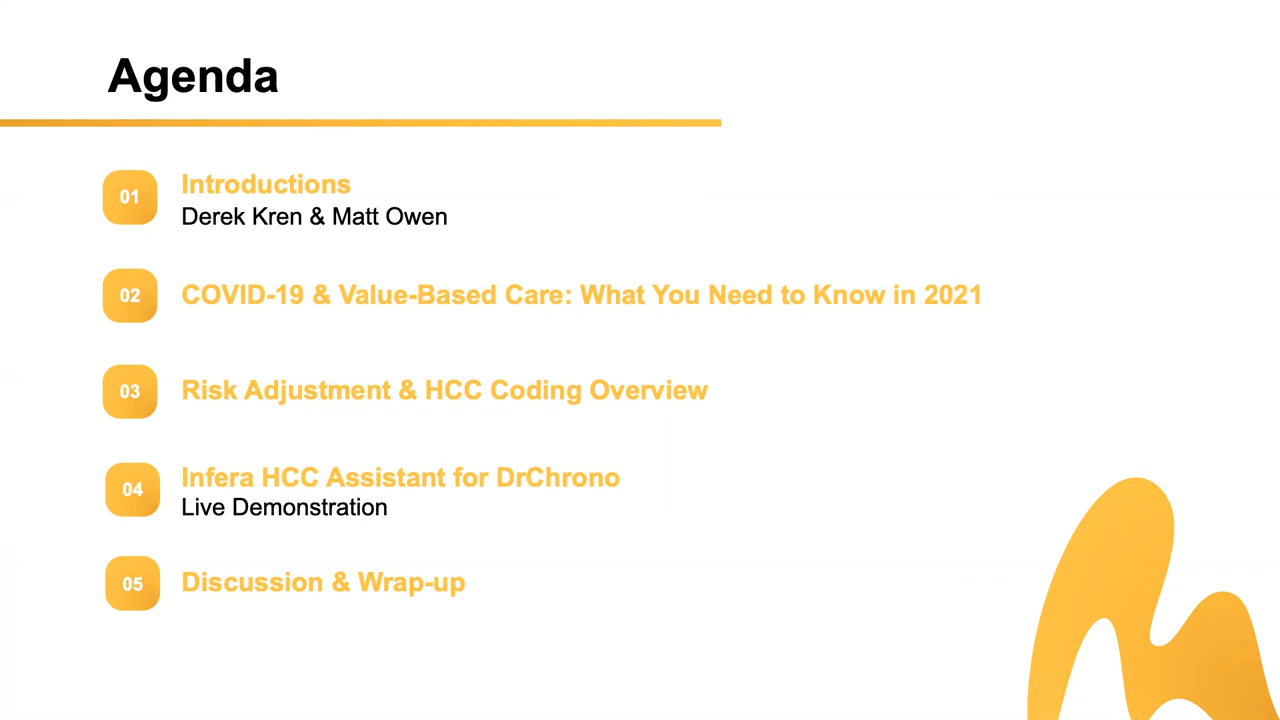 Agenda
01
Introductions
Derek Kren & Matt Owen
02
COVID-19 & Value-Based Care: What You Need to Know in 2021
03
Risk Adjustment & HCC Coding Overview
04
Infera HCC Assistant for DrChrono
Live Demonstration
05
Discussion & Wrap-up